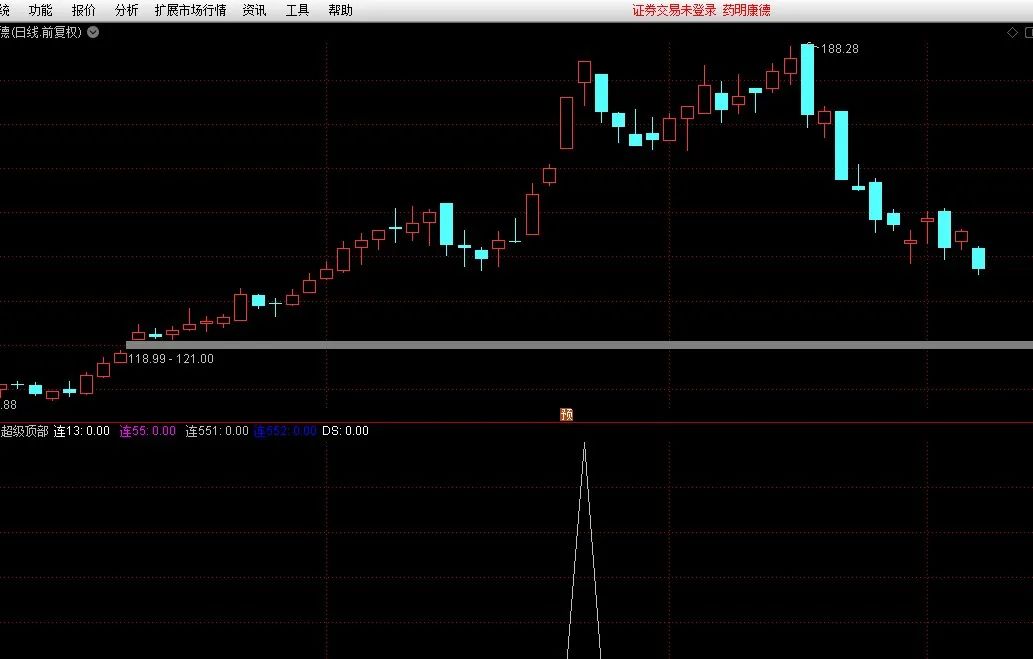 统 功能 报价 分析 扩展市场行情 资讯 工具 帮助 证券交易未登录 药明康德
德(日线.前复权)
188.28
118.99-121.00
.88
预
超级顶部 连13: 0.00 连55: 0.00 连551: 0.00 连552: 0.00 DS: 0.00